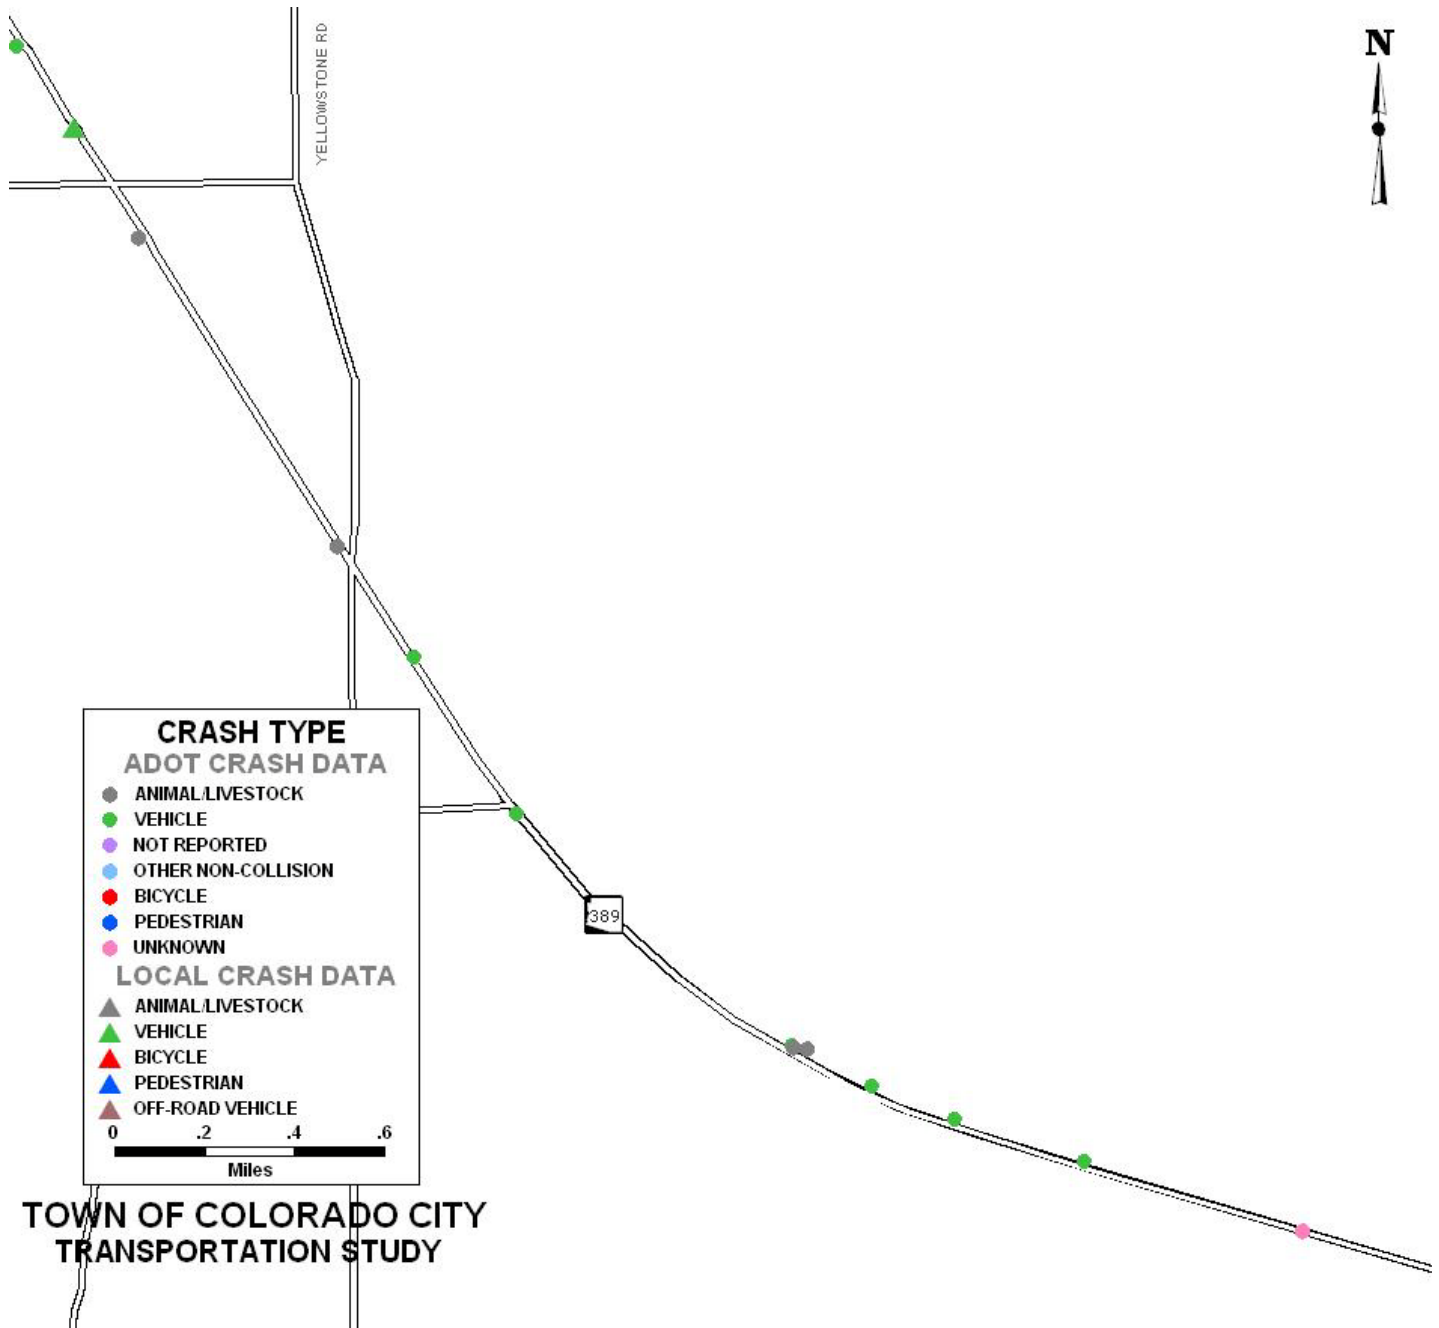 N
YELLOWSTONE RD
389
CRASH TYPE
ADOT CRASH DATA
ANIMAL/LIVESTOCK
VEHICLE
NOT REPORTED
OTHER NON-COLLISION
BICYCLE
PEDESTRIAN
UNKNOWN
LOCAL CRASH DATA
ANIMAL/LIVESTOCK
VEHICLE
BICYCLE
PEDESTRIAN
OFF-ROAD VEHICLE
0 .2 .4 .6
Miles
TOWN OF COLORADO CITY
TRANSPORTATION STUDY